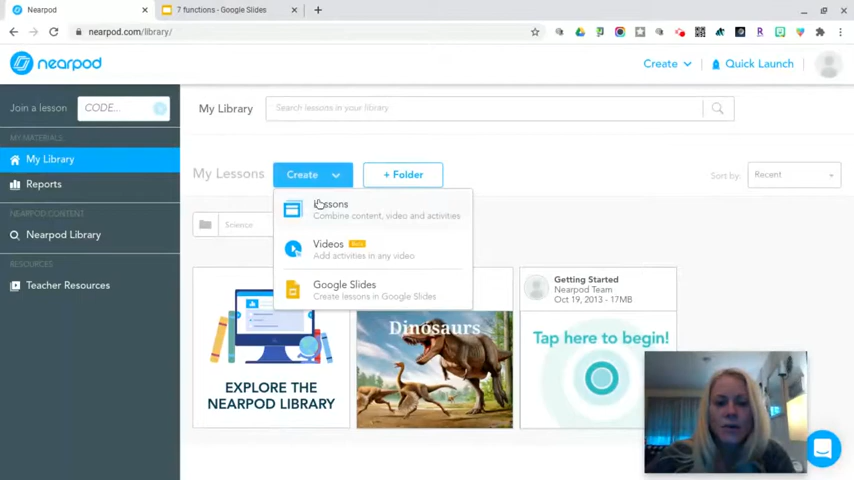 Nearpod
7 functions - Google Slides
nearpod.com/library/
nearpod
Create
Quick Launch
Join a lesson
CODE...
My Library
Search lessons in your library
MY MATERIALS:
My Library
Reports
NEARPOD CONTENT
Nearpod Library
RESOURCES
Teacher Resources
My Lessons
Create
+ Folder
Sort by:
Recent
Lessons
Combine content, video and activities
Science
Videos
Add activities in any video
Google Slides
Create lessons in Google Slides
EXPLORE THE
NEARPOD LIBRARY
Dinosaurs
Getting Started
Nearpod Team
Oct 19, 2013 - 17MB
Tap here to begin!